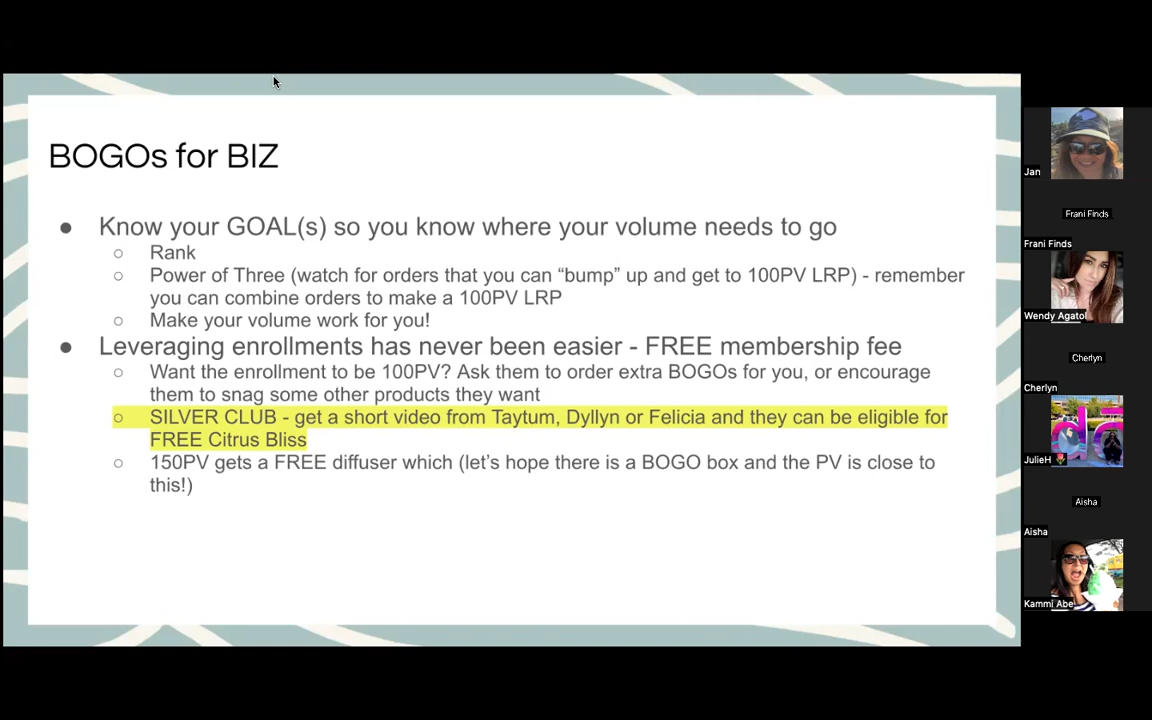 BOGOs for BIZ
● Know your GOAL(s) so you know where your volume needs to go
○ Rank
○ Power of Three (watch for orders that you can “bump” up and get to 100PV LRP) - remember
you can combine orders to make a 100PV LRP
○ Make your volume work for you!
● Leveraging enrollments has never been easier - FREE membership fee
○ Want the enrollment to be 100PV? Ask them to order extra BOGOs for you, or encourage
them to snag some other products they want
○ SILVER CLUB - get a short video from Taytum, Dyllyn or Felicia and they can be eligible for
FREE Citrus Bliss
○ 150PV gets a FREE diffuser which (let’s hope there is a BOGO box and the PV is close to
this!)
Jan
Frani Finds
Frani Finds
Wendy Agatol
Cherlyn
Cherlyn
JulieH 🌷
Aisha
Aisha
Kammi Abe